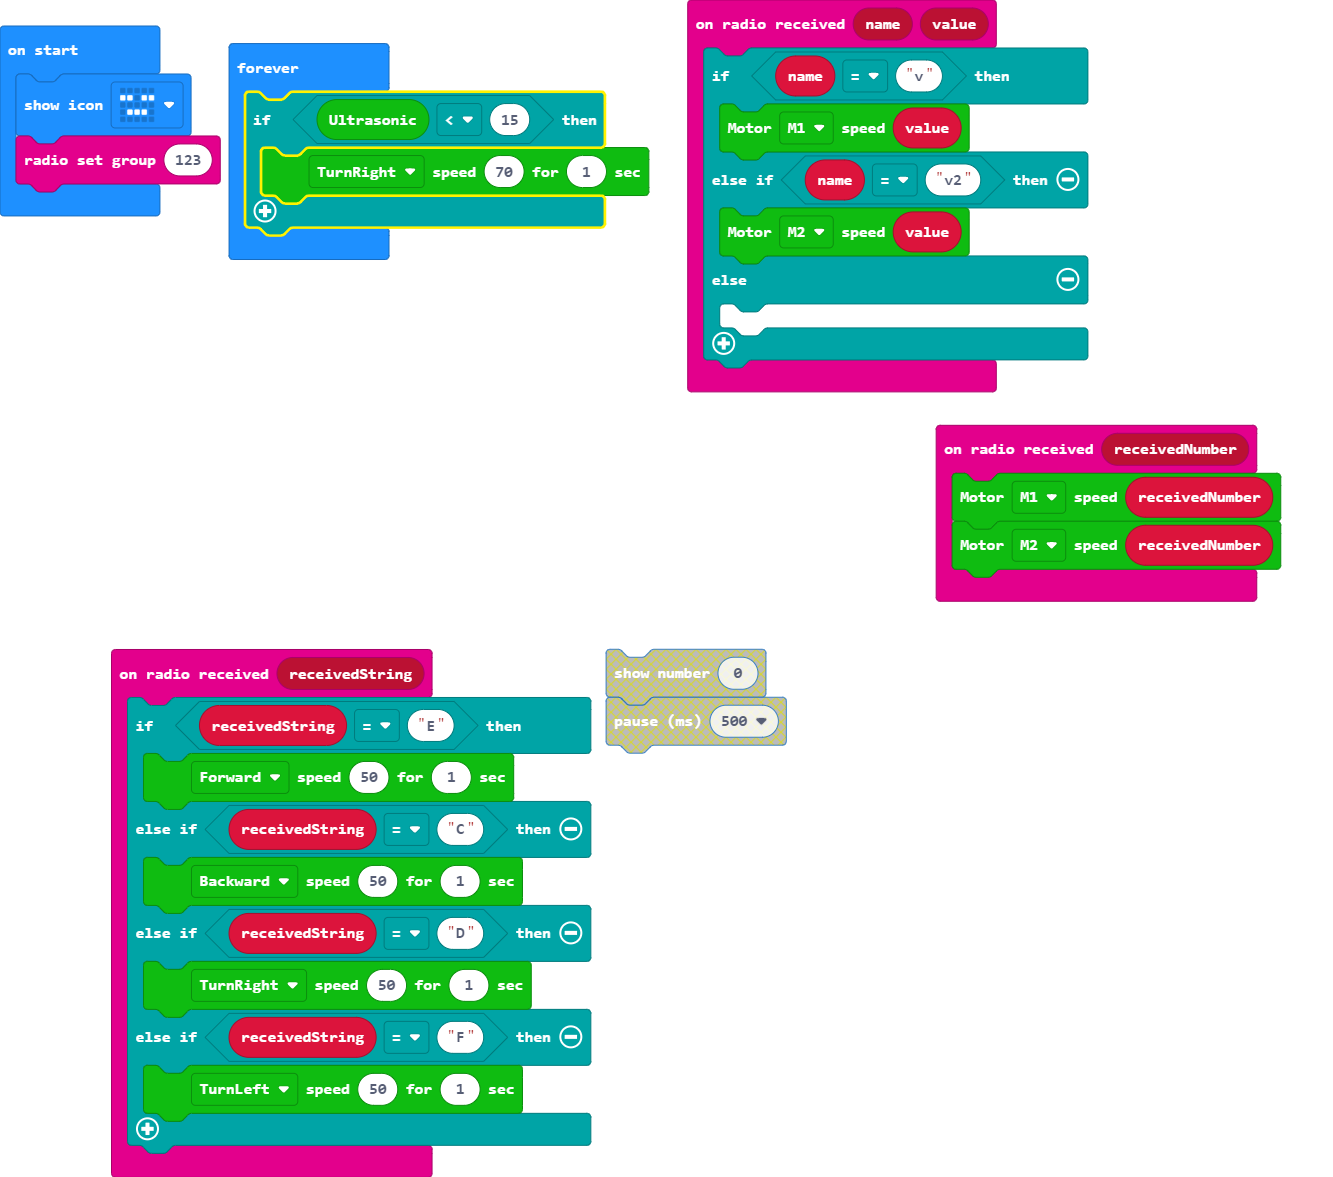 on start
show icon
radio set group 123
forever
if Ultrasonic < 15 then
TurnRight speed 70 for 1 sec
on radio received name value
if name = "v" then
Motor M1 speed value
else if name = "v2" then
Motor M2 speed value
else
on radio received receivedNumber
Motor M1 speed receivedNumber
Motor M2 speed receivedNumber
on radio received receivedString
if receivedString = "E" then
Forward speed 50 for 1 sec
else if receivedString = "C" then
Backward speed 50 for 1 sec
else if receivedString = "D" then
TurnRight speed 50 for 1 sec
else if receivedString = "F" then
TurnLeft speed 50 for 1 sec
show number 0
pause (ms) 500